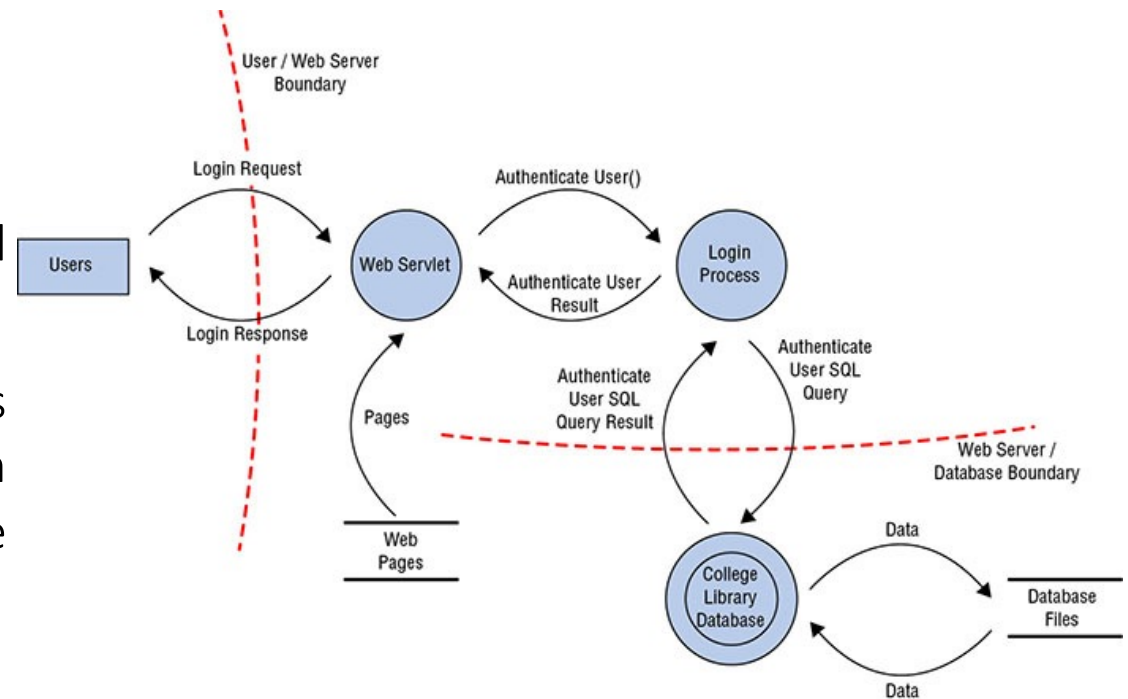 User / Web Server
Boundary
Login Request
Authenticate User()
Users
Web Servlet
Login
Process
Authenticate User
Result
Login Response
Authenticate
User SQL
Query
Authenticate
User SQL
Query Result
Pages
Web Server /
Database Boundary
Web
Pages
Data
College
Library
Database
Database
Files
Data